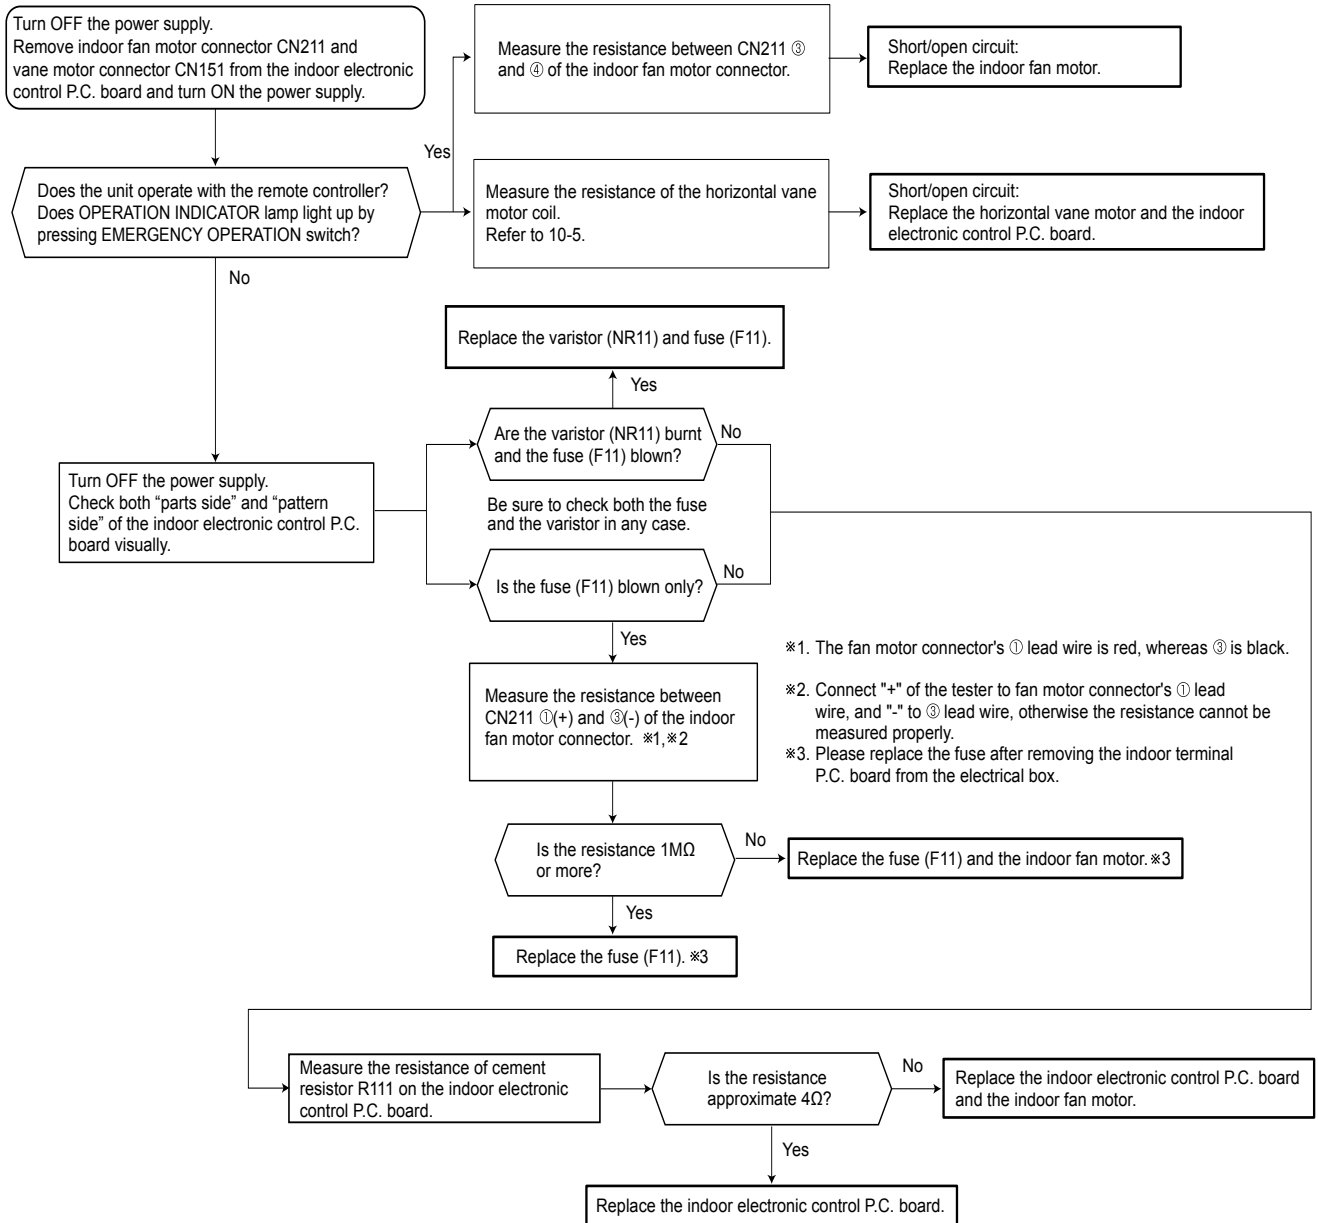 Turn OFF the power supply.
Remove indoor fan motor connector CN211 and
vane motor connector CN151 from the indoor electronic
control P.C. board and turn ON the power supply.
Measure the resistance between CN211 ③
and ④ of the indoor fan motor connector.
Short/open circuit:
Replace the indoor fan motor.
Yes
Does the unit operate with the remote controller?
Does OPERATION INDICATOR lamp light up by
pressing EMERGENCY OPERATION switch?
Measure the resistance of the horizontal vane
motor coil.
Refer to 10-5.
Short/open circuit:
Replace the horizontal vane motor and the indoor
electronic control P.C. board.
No
Replace the varistor (NR11) and fuse (F11).
Yes
Are the varistor (NR11) burnt
and the fuse (F11) blown?
No
Turn OFF the power supply.
Check both “parts side” and “pattern
side” of the indoor electronic control P.C.
board visually.
Be sure to check both the fuse
and the varistor in any case.
Is the fuse (F11) blown only?
No
Yes
Measure the resistance between
CN211 ①(+) and ③(-) of the indoor
fan motor connector. ※1,※2
※1. The fan motor connector's ① lead wire is red, whereas ③ is black.
※2. Connect "+" of the tester to fan motor connector's ① lead
wire, and "-" to ③ lead wire, otherwise the resistance cannot be
measured properly.
※3. Please replace the fuse after removing the indoor terminal
P.C. board from the electrical box.
Is the resistance 1MΩ
or more?
No
Replace the fuse (F11) and the indoor fan motor.※3
Yes
Replace the fuse (F11). ※3
Measure the resistance of cement
resistor R111 on the indoor electronic
control P.C. board.
Is the resistance
approximate 4Ω?
No
Replace the indoor electronic control P.C. board
and the indoor fan motor.
Yes
Replace the indoor electronic control P.C. board.